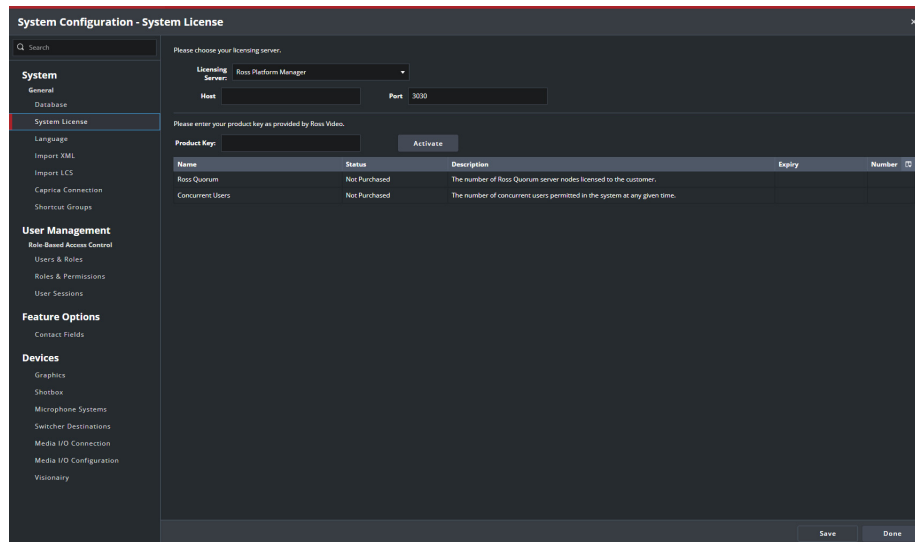 System Configuration - System License
Search
System
General
Database
System License
Language
Import XML
Import LCS
Caprica Connection
Shortcut Groups
User Management
Role-Based Access Control
Users & Roles
Roles & Permissions
User Sessions
Feature Options
Contact Fields
Devices
Graphics
Shotbox
Microphone Systems
Switcher Destinations
Media I/O Connection
Media I/O Configuration
Visionairy
Please choose your licensing server.
Licensing Server: Ross Platform Manager
Host Port 3030
Please enter your product key as provided by Ross Video.
Product Key: Activate
Name Status Description Expiry Number
Ross Quorum Not Purchased The number of Ross Quorum server nodes licensed to the customer.
Concurrent Users Not Purchased The number of concurrent users permitted in the system at any given time.
Save Done